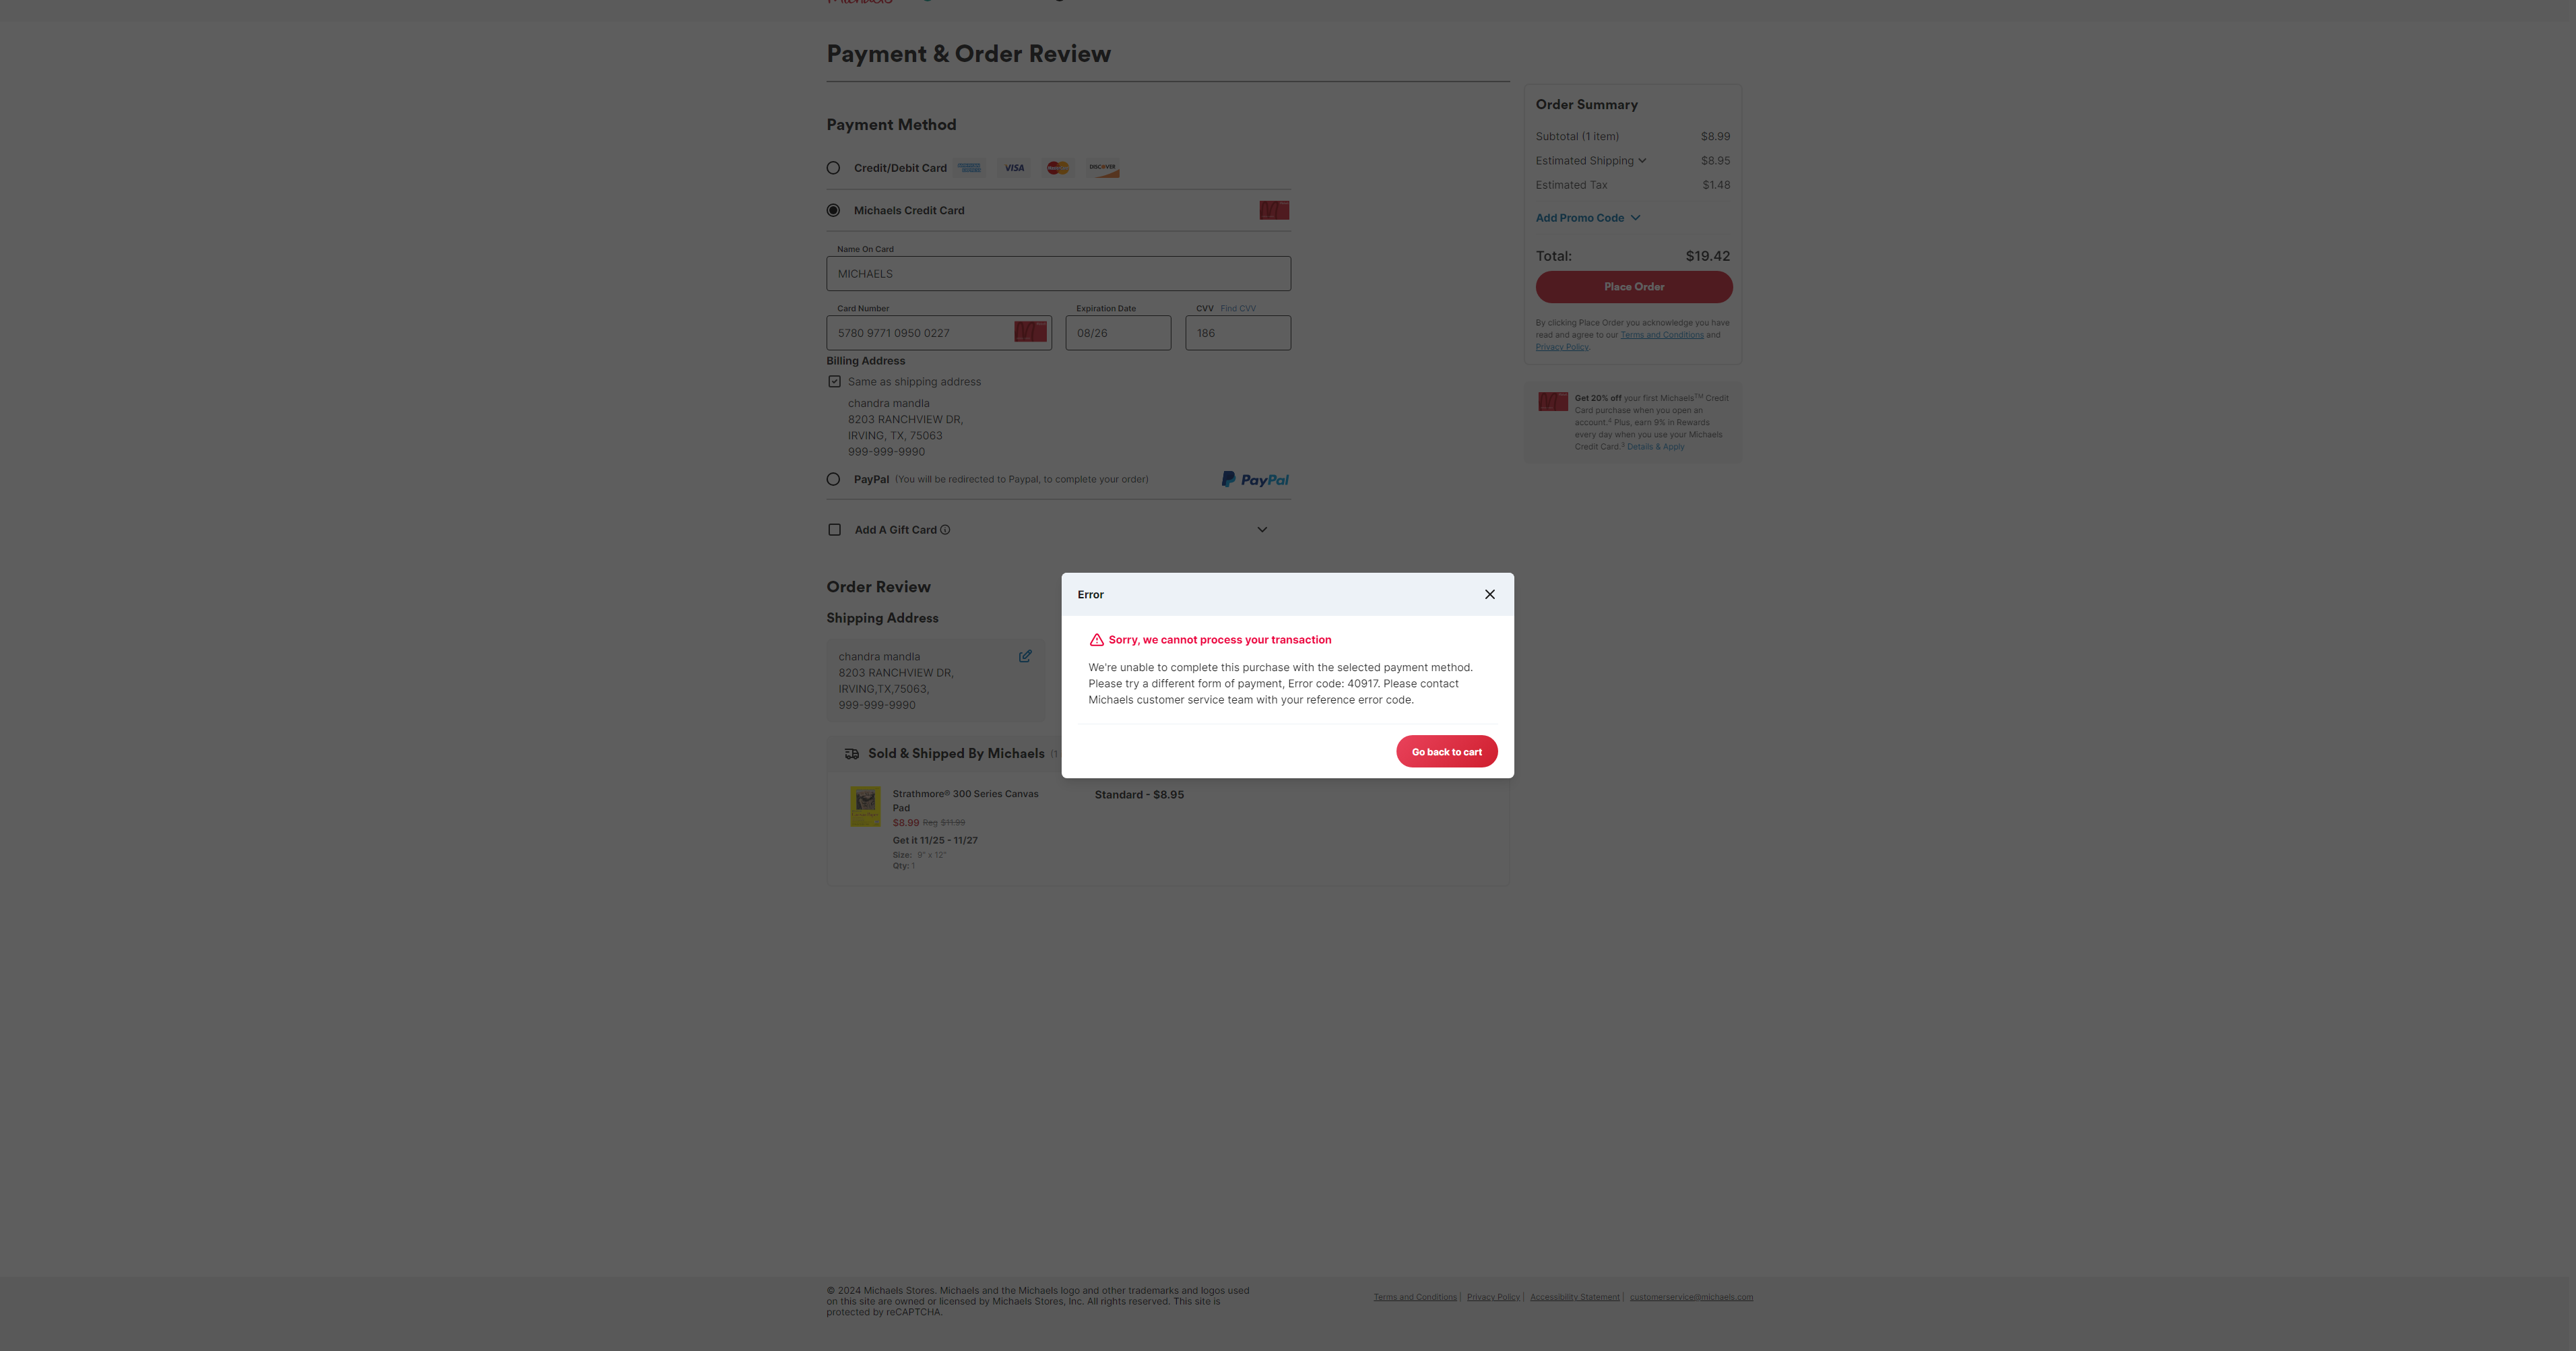 Michaels
Payment & Order Review
Payment Method
Credit/Debit Card
VISA
DISCOVER
Michaels Credit Card
Name On Card
MICHAELS
Card Number
Expiration Date
CVV Find CVV
5780 9771 0950 0227
08/26
186
Billing Address
Same as shipping address
chandra mandla
8203 RANCHVIEW DR,
IRVING, TX, 75063
999-999-9990
PayPal (You will be redirected to Paypal, to complete your order)
PayPal
Add A Gift Card
Order Review
Shipping Address
chandra mandla
8203 RANCHVIEW DR,
IRVING,TX,75063,
999-999-9990
Sold & Shipped By Michaels (1
Strathmore® 300 Series Canvas
Pad
$8.99 Reg $11.99
Get it 11/25 - 11/27
Size: 9" x 12"
Qty: 1
Standard - $8.95
Order Summary
Subtotal (1 item) $8.99
Estimated Shipping $8.95
Estimated Tax $1.48
Add Promo Code
Total: $19.42
Place Order
By clicking Place Order you acknowledge you have
read and agree to our Terms and Conditions and
Privacy Policy.
Get 20% off your first Michaels™ Credit
Card purchase when you open an
account.² Plus, earn 9% in Rewards
every day when you use your Michaels
Credit Card.³ Details & Apply
Error
Sorry, we cannot process your transaction
We're unable to complete this purchase with the selected payment method.
Please try a different form of payment, Error code: 40917. Please contact
Michaels customer service team with your reference error code.
Go back to cart
© 2024 Michaels Stores. Michaels and the Michaels logo and other trademarks and logos used
on this site are owned or licensed by Michaels Stores, Inc. All rights reserved. This site is
protected by reCAPTCHA.
Terms and Conditions | Privacy Policy | Accessibility Statement | customerservice@michaels.com